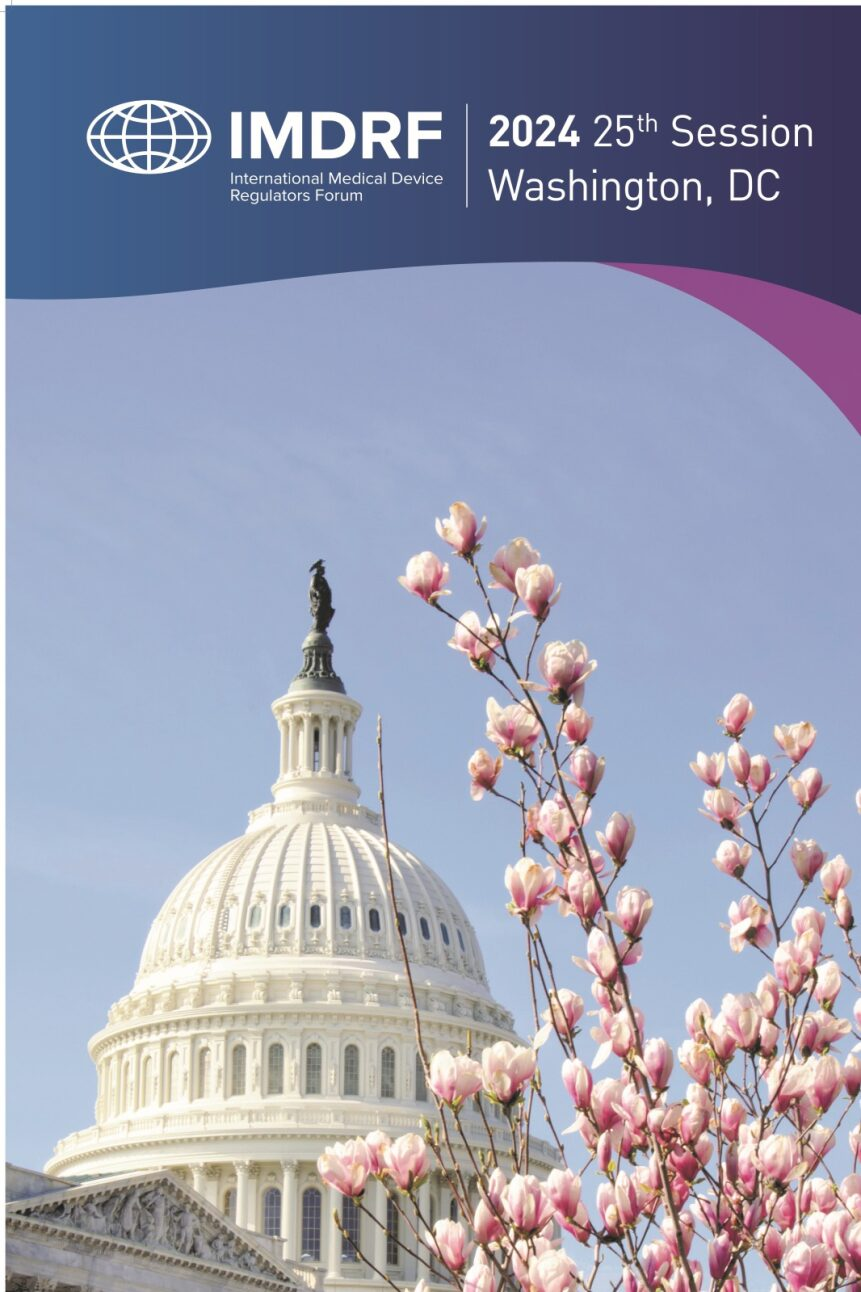 IMDRF
International Medical Device
Regulators Forum
2024 25th Session
Washington, DC